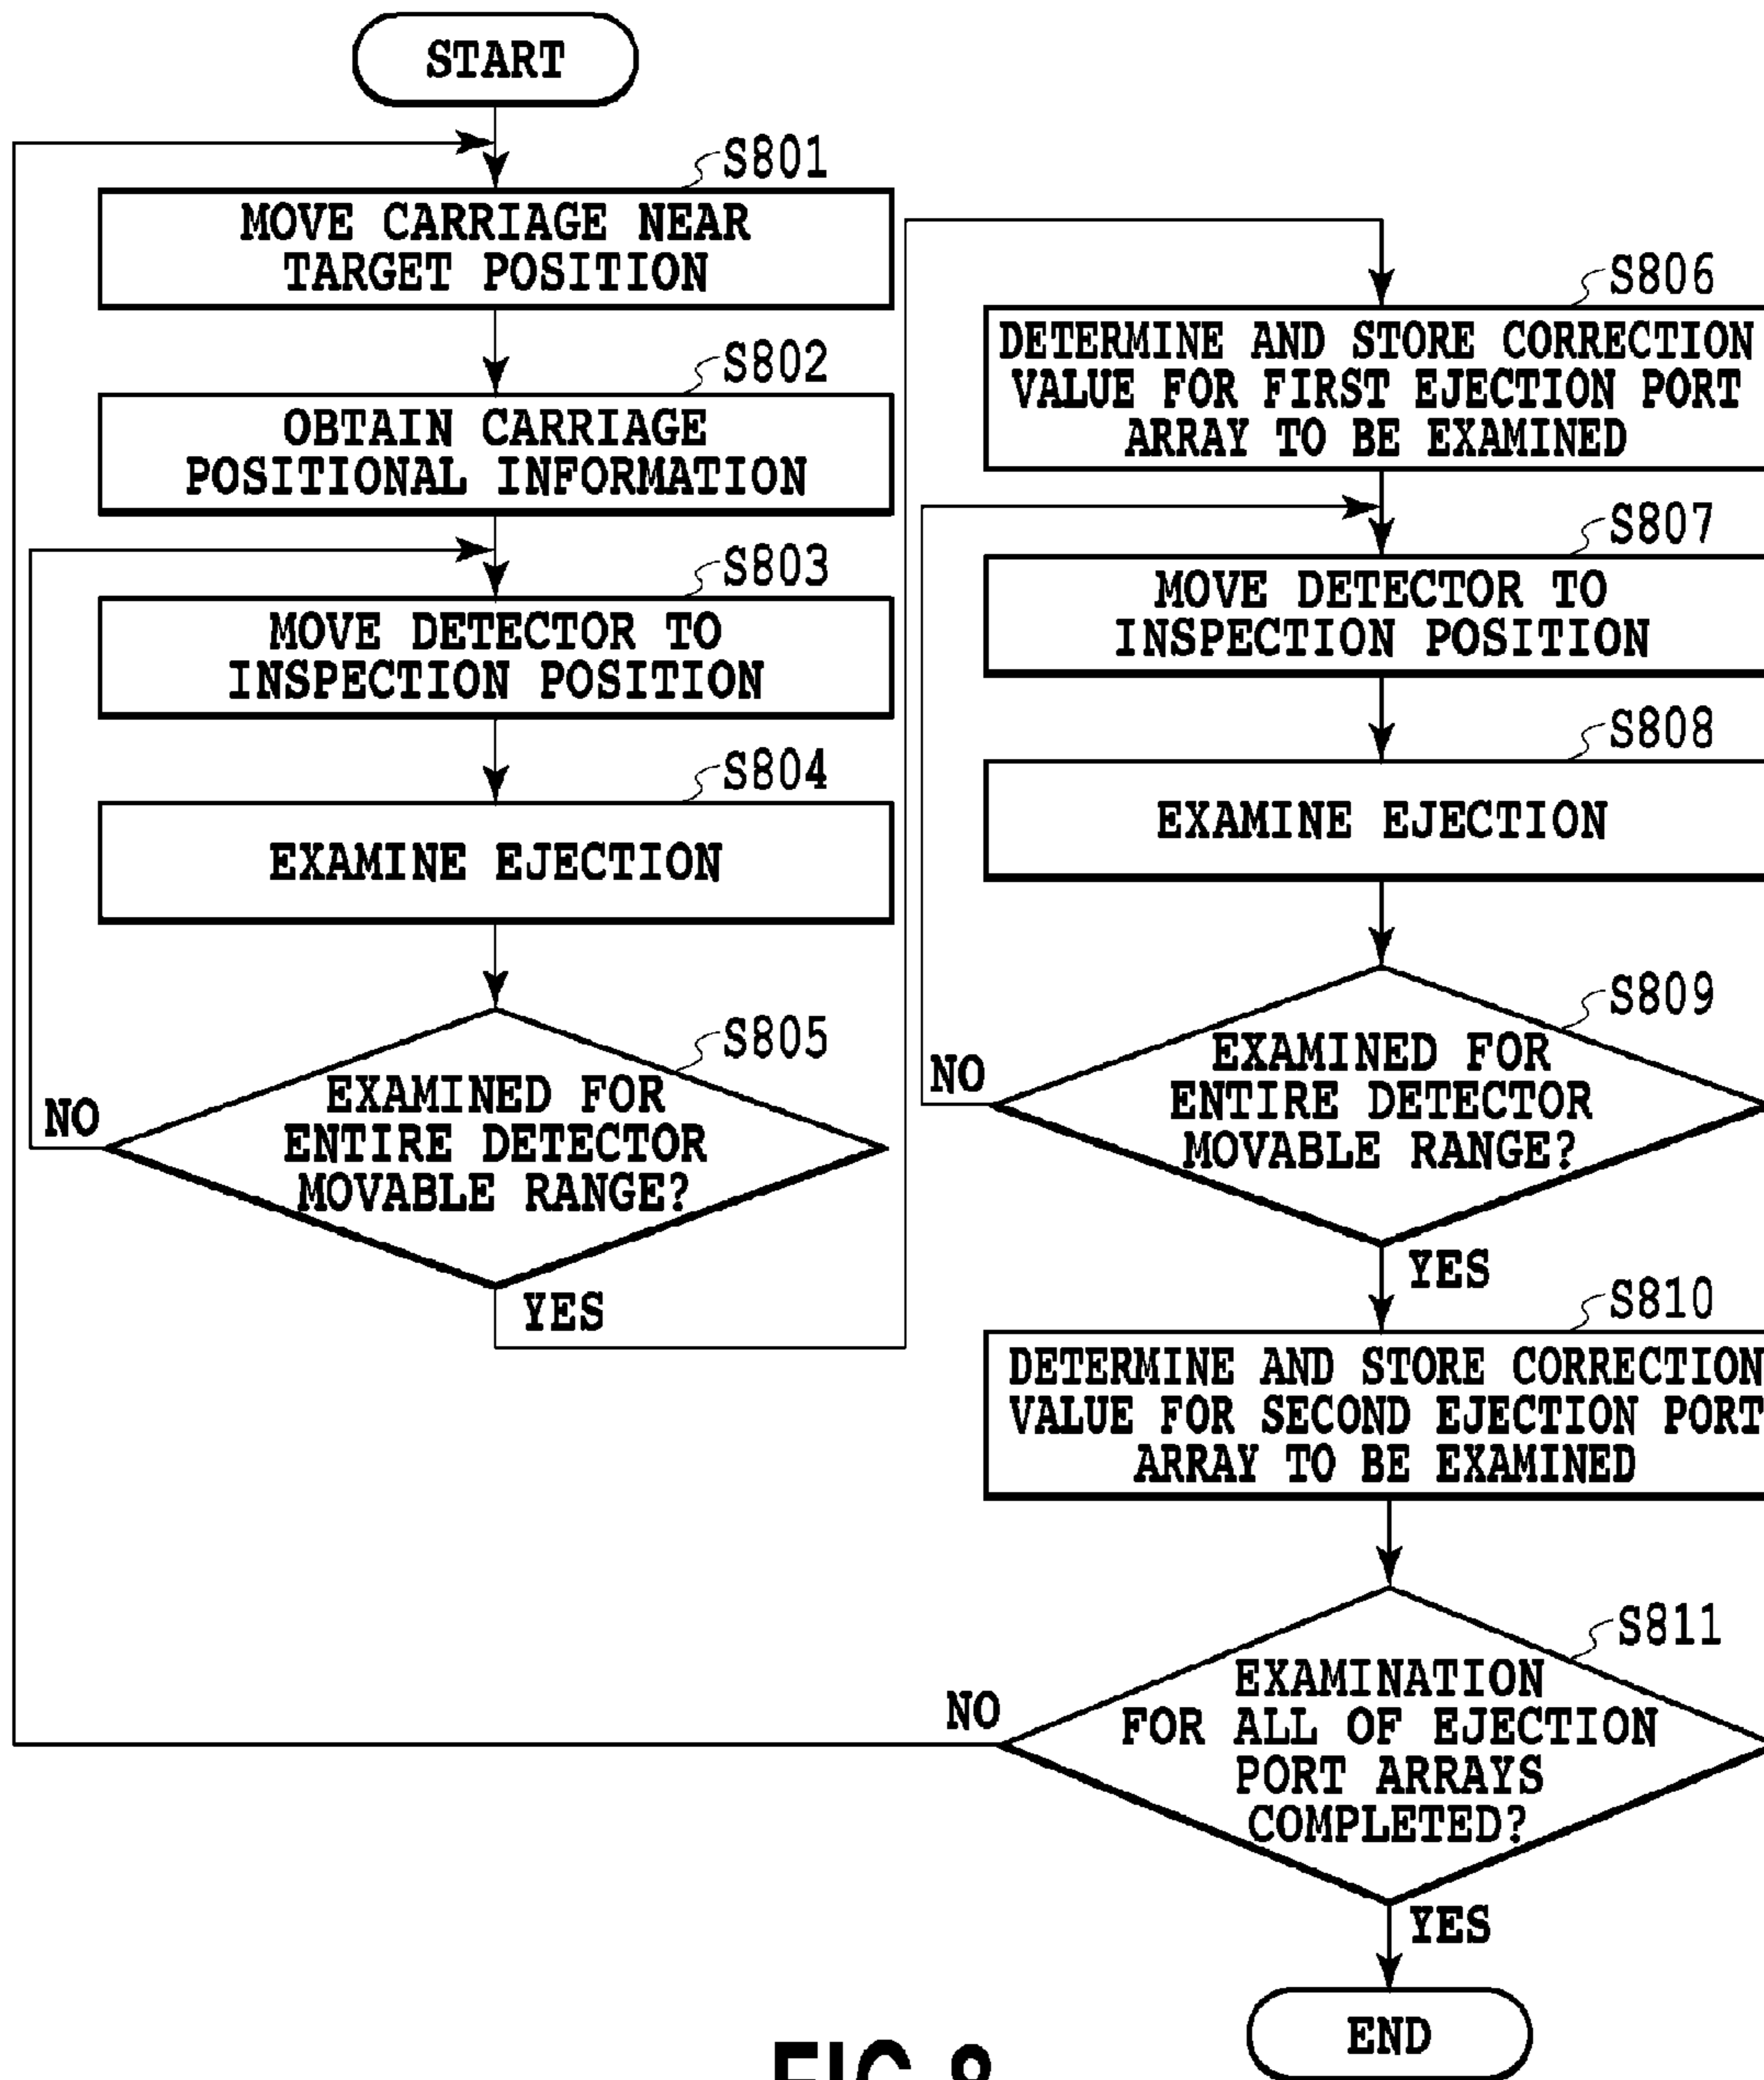 START
S801
MOVE CARRIAGE NEAR
TARGET POSITION
S802
OBTAIN CARRIAGE
POSITIONAL INFORMATION
S803
MOVE DETECTOR TO
INSPECTION POSITION
S804
EXAMINE EJECTION
S805
EXAMINED FOR
ENTIRE DETECTOR
MOVABLE RANGE?
NO
YES
S806
DETERMINE AND STORE CORRECTION
VALUE FOR FIRST EJECTION PORT
ARRAY TO BE EXAMINED
S807
MOVE DETECTOR TO
INSPECTION POSITION
S808
EXAMINE EJECTION
S809
EXAMINED FOR
ENTIRE DETECTOR
MOVABLE RANGE?
NO
YES
S810
DETERMINE AND STORE CORRECTION
VALUE FOR SECOND EJECTION PORT
ARRAY TO BE EXAMINED
S811
EXAMINATION
FOR ALL OF EJECTION
PORT ARRAYS
COMPLETED?
NO
YES
END
FIG.8